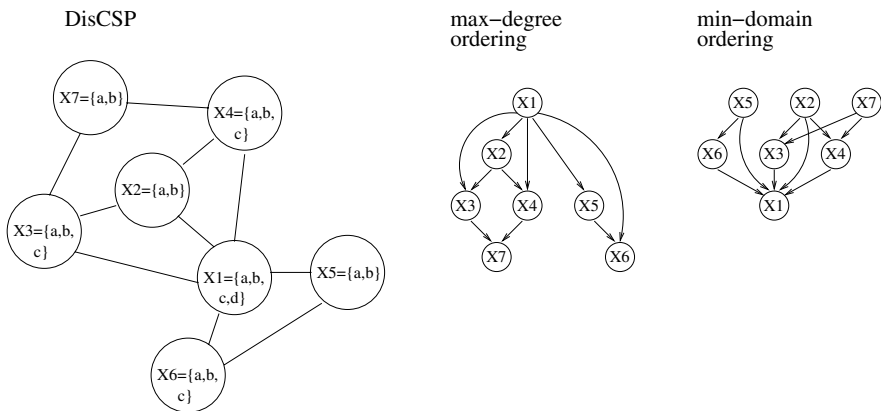 DisCSP
X7={a,b}
X4={a,b,
c}
X2={a,b}
X3={a,b,
c}
X1={a,b,
c,d}
X5={a,b}
X6={a,b,
c}
max−degree
ordering
X1
X2
X3
X4
X5
X7
X6
min−domain
ordering
X5
X2
X7
X6
X3
X4
X1